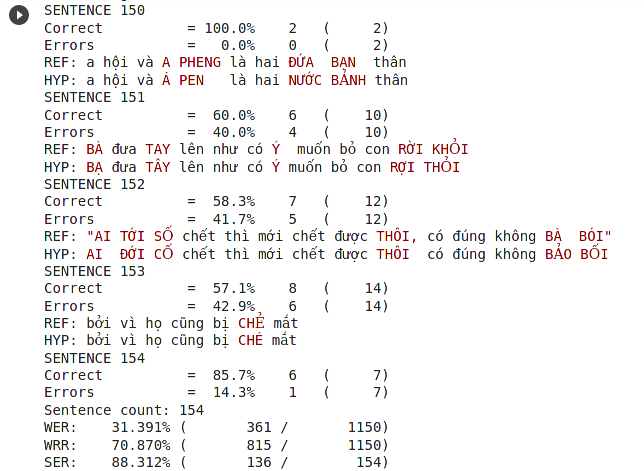 SENTENCE 150
Correct = 100.0% 2 ( 2)
Errors = 0.0% 0 ( 2)
REF: a hội và A PHENG là hai ĐỨA BẠN thân
HYP: a hội và Á PEN là hai NƯỚC BẢNH thân
SENTENCE 151
Correct = 60.0% 6 ( 10)
Errors = 40.0% 4 ( 10)
REF: BÀ đưa TAY lên như có Ý muốn bỏ con RỜI KHỎI
HYP: BẠ đưa TÂY lên như có Ý muốn bỏ con RỢI THỎI
SENTENCE 152
Correct = 58.3% 7 ( 12)
Errors = 41.7% 5 ( 12)
REF: "AI TỚI SỐ chết thì mới chết được THÔI, có đúng không BÀ BÓI"
HYP: AI ĐỚI CỐ chết thì mới chết được THÔI có đúng không BẢO BỐI
SENTENCE 153
Correct = 57.1% 8 ( 14)
Errors = 42.9% 6 ( 14)
REF: bởi vì họ cũng bị CHẺ mắt
HYP: bởi vì họ cũng bị CHÉ mắt
SENTENCE 154
Correct = 85.7% 6 ( 7)
Errors = 14.3% 1 ( 7)
Sentence count: 154
WER: 31.391% ( 361 / 1150)
WRR: 70.870% ( 815 / 1150)
SER: 88.312% ( 136 / 154)